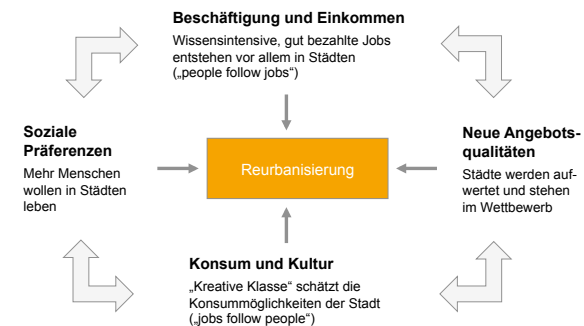 Beschäftigung und Einkommen
Wissensintensive, gut bezahlte Jobs
entstehen vor allem in Städten
(„people follow jobs“)
Soziale
Präferenzen
Mehr Menschen
wollen in Städten
leben
Reurbanisierung
Neue Angebots-
qualitäten
Städte werden auf-
wertet und stehen
im Wettbewerb
Konsum und Kultur
„Kreative Klasse“ schätzt die
Konsummöglichkeiten der Stadt
(„jobs follow people“)